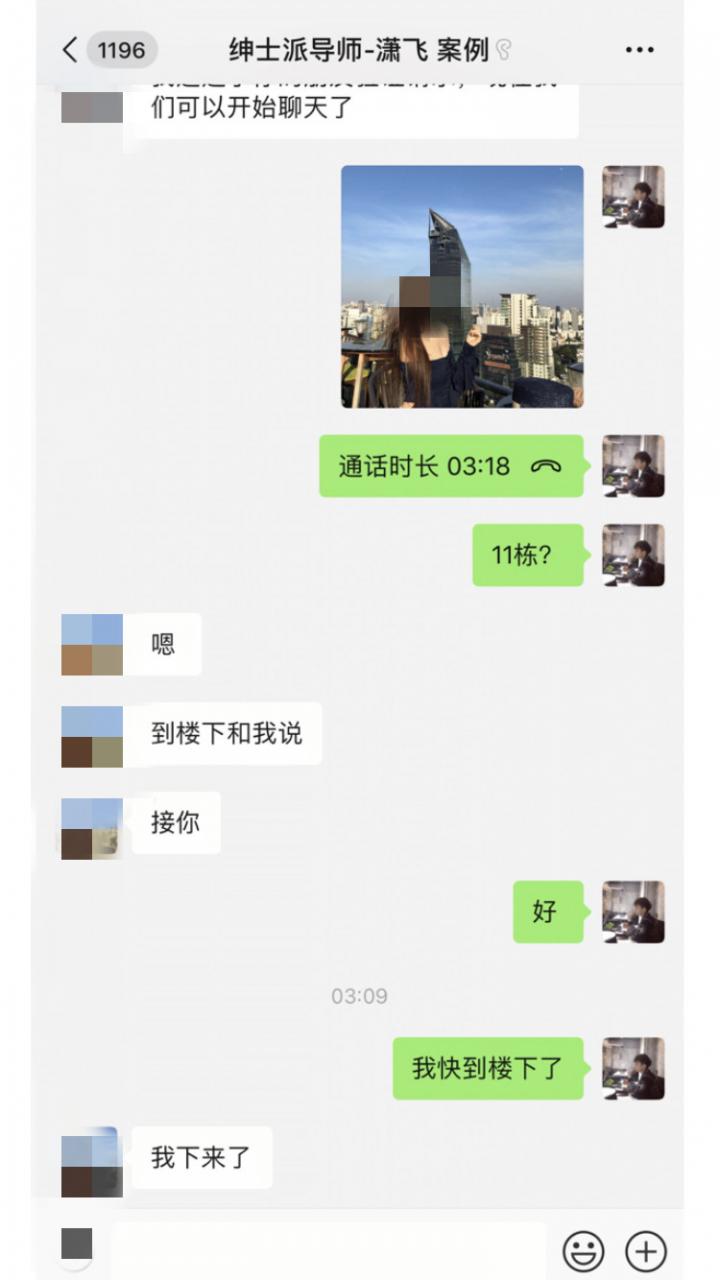 1196
绅士派导师-潇飞 案例
们可以开始聊天了
通话时长 03:18
11栋?
嗯
到楼下和我说
接你
好
03:09
我快到楼下了
我下来了